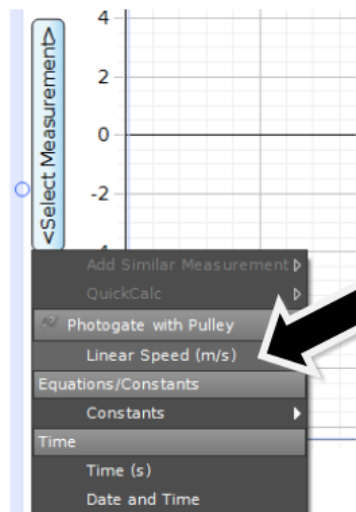 4
2
0
-2
-4
<Select Measurement>
Add Similar Measurement
QuickCalc
Photogate with Pulley
Linear Speed (m/s)
Equations/Constants
Constants
Time
Time (s)
Date and Time